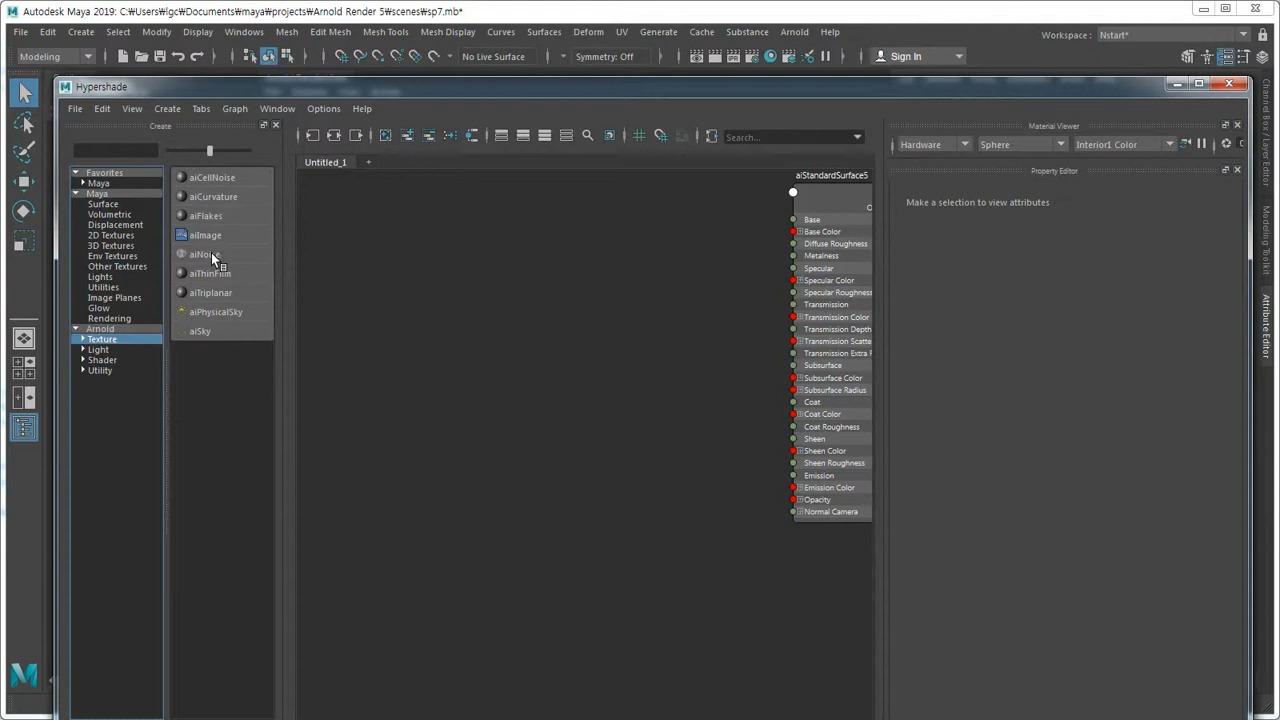 Autodesk Maya 2019: C:₩Users₩lgc₩Documents₩maya₩projects₩Arnold Render 5₩scenes₩sp7.mb*
File Edit Create Select Modify Display Windows Mesh Edit Mesh Mesh Tools Mesh Display Curves Surfaces Deform UV Generate Cache Substance Arnold Help
Workspace : Nstart*
Modeling No Live Surface Symmetry: Off Sign In
Hypershade
File Edit View Create Tabs Graph Window Options Help
Create
Material Viewer
Search...
Hardware Sphere Interior1 Color
Untitled_1 +
Property Editor
Make a selection to view attributes
Favorites
Maya
Maya
Surface
Volumetric
Displacement
2D Textures
3D Textures
Env Textures
Other Textures
Lights
Utilities
Image Planes
Glow
Rendering
Arnold
Texture
Light
Shader
Utility
aiCellNoise
aiCurvature
aiFlakes
aiImage
aiThinFilm
aiTriplanar
aiPhysicalSky
aiSky
aiStandardSurface5
Base
Base Color
Diffuse Roughness
Metalness
Specular
Specular Color
Specular Roughness
Transmission
Transmission Color
Transmission Depth
Transmission Scatte
Transmission Extra
Subsurface
Subsurface Color
Subsurface Radius
Coat
Coat Color
Coat Roughness
Sheen
Sheen Color
Sheen Roughness
Emission
Emission Color
Opacity
Normal Camera
Channel Box / Layer Editor
Modeling Toolkit
Attribute Editor